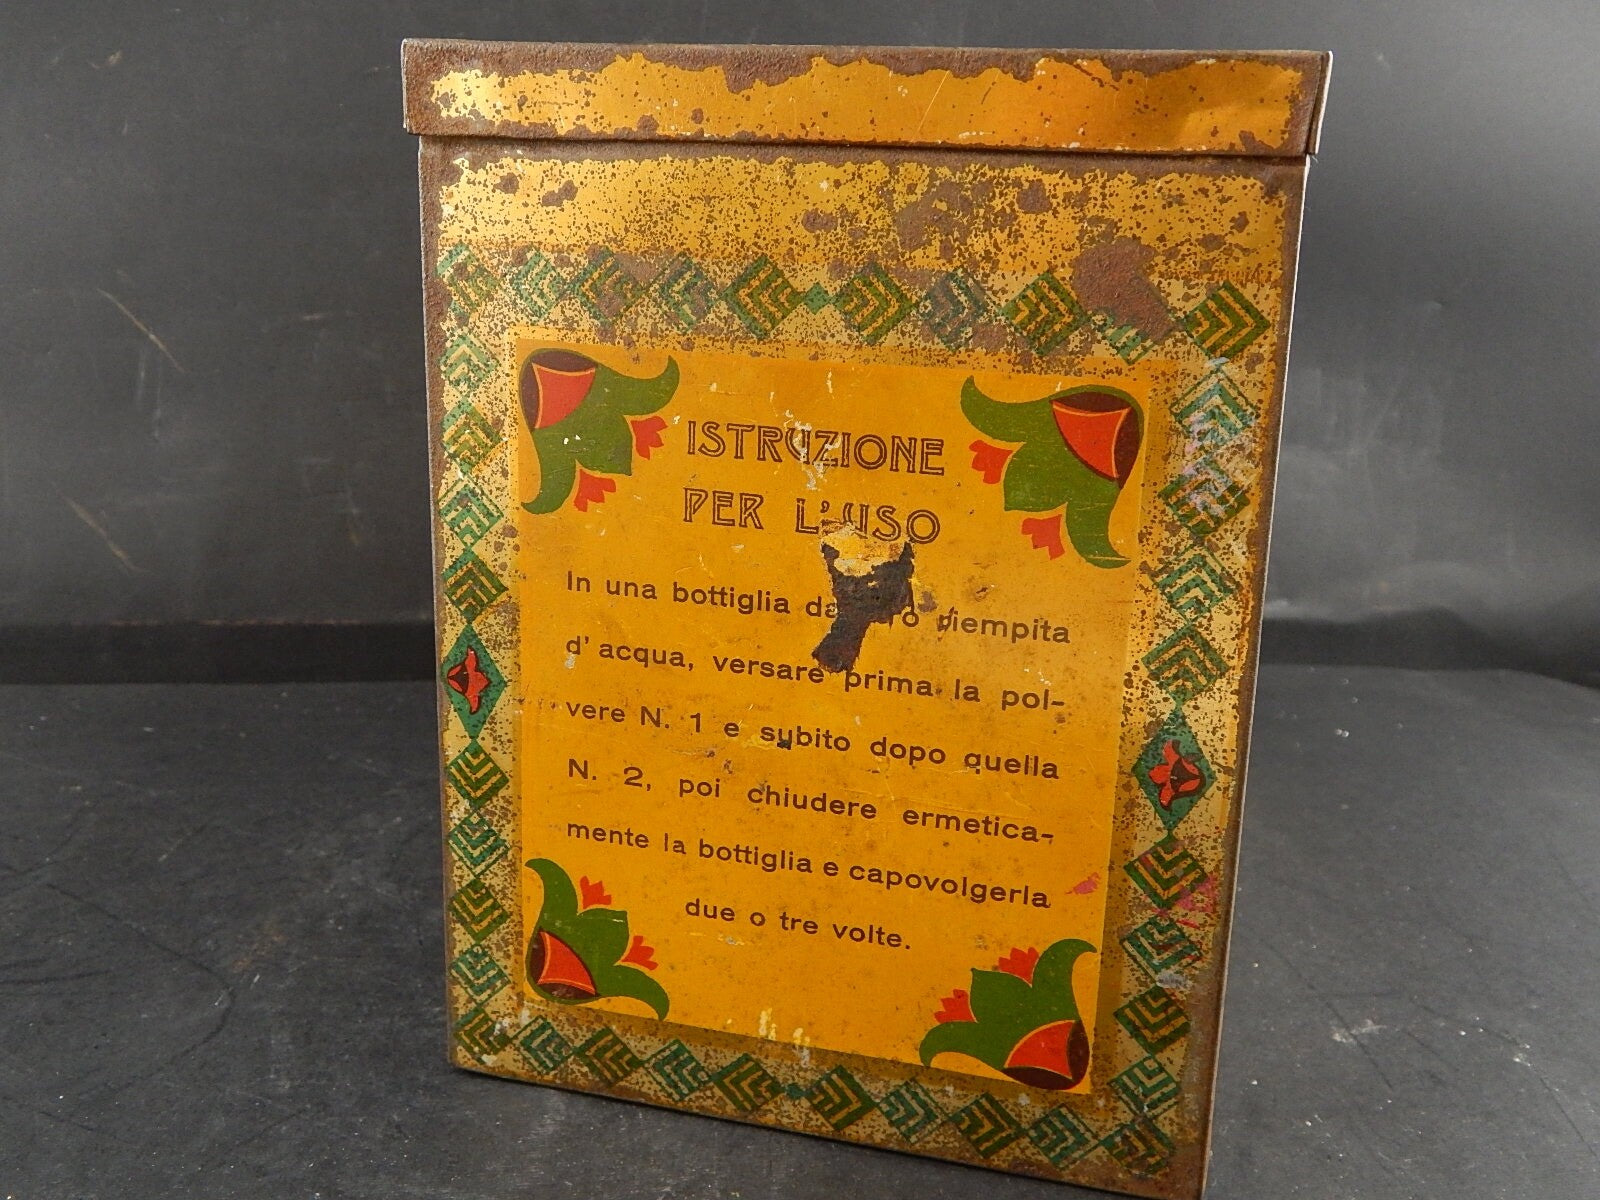 ISTRUZIONE
PER L'USO
In una bottiglia da riempita
d'acqua, versare prima la pol-
vere N. 1 e subito dopo quella
N. 2, poi chiudere ermetica-
mente la bottiglia e capovolgerla
due o tre volte.